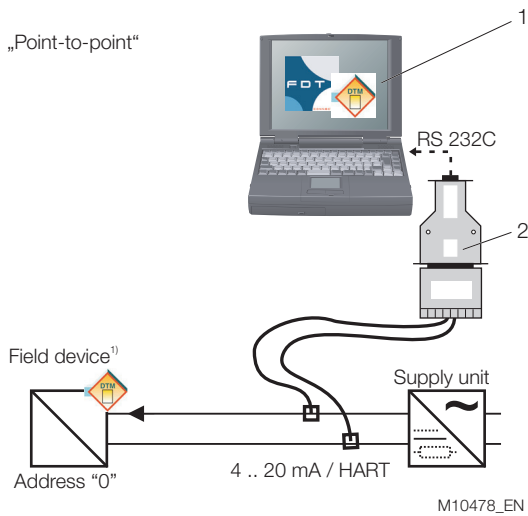 1
„Point-to-point“
FDT
DTM
RS 232C
2
Field device¹⁾
DTM
Supply unit
4 .. 20 mA / HART
Address “0”
M10478_EN